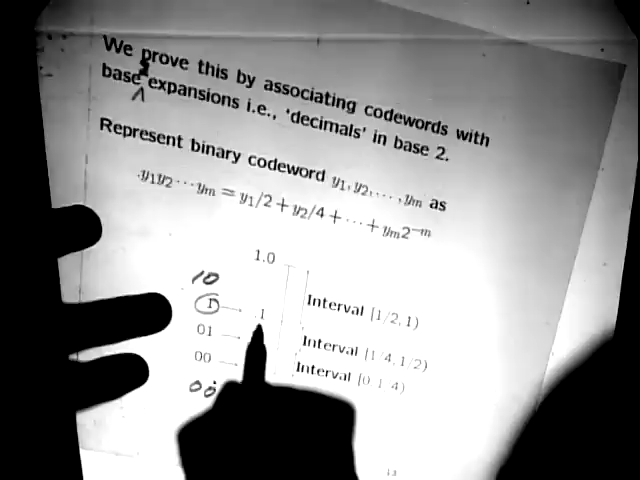 We prove this by associating codewords with
2
base expansions i.e., 'decimals' in base 2.
Represent binary codeword y₁, y₂, ..., yₘ as
.y₁y₂ ⋯ yₘ = y₁/2 + y₂/4 + ⋯ + yₘ2⁻ᵐ
1.0
10
1 → .1 Interval [1/2, 1)
01 → Interval [1/4, 1/2)
00 → Interval [0, 1/4)
00